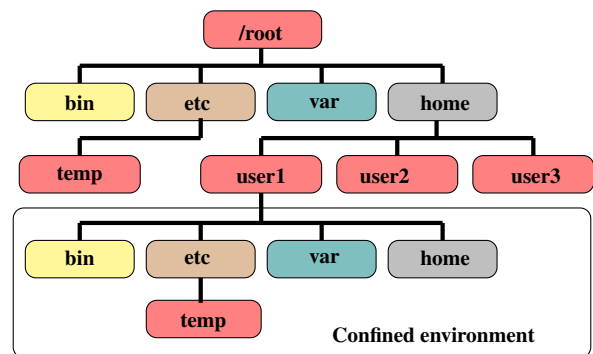 /root
bin etc var home
temp user1 user2 user3
bin etc var home
temp
Confined environment